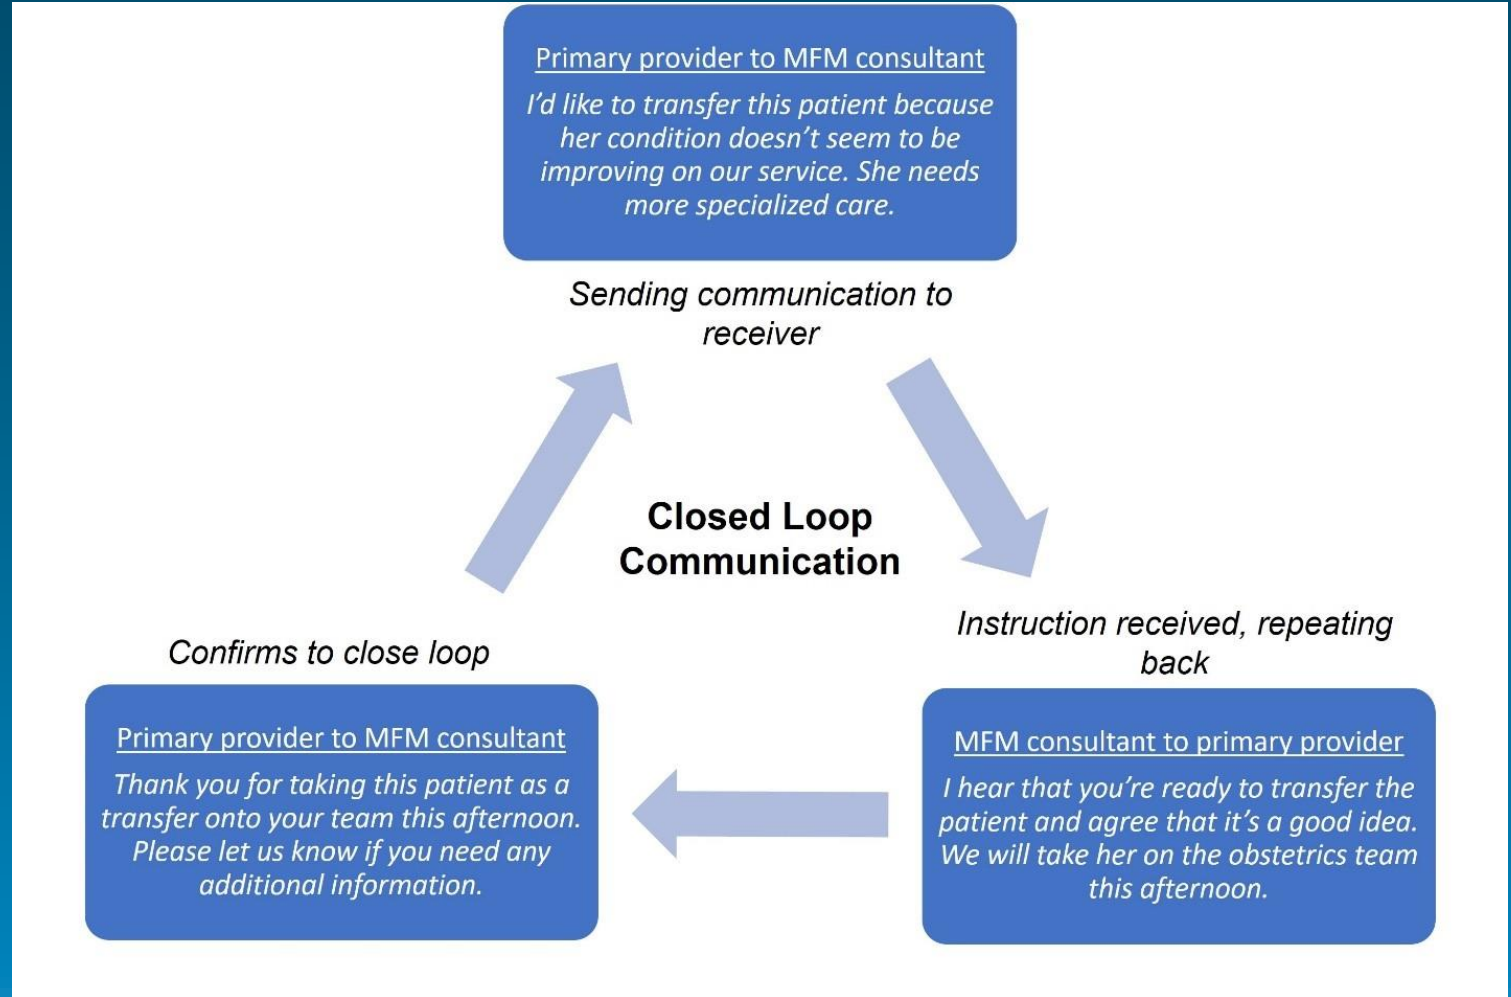 Primary provider to MFM consultant
I'd like to transfer this patient because
her condition doesn't seem to be
improving on our service. She needs
more specialized care.
Sending communication to
receiver
Closed Loop
Communication
Instruction received, repeating
back
MFM consultant to primary provider
I hear that you're ready to transfer the
patient and agree that it's a good idea.
We will take her on the obstetrics team
this afternoon.
Confirms to close loop
Primary provider to MFM consultant
Thank you for taking this patient as a
transfer onto your team this afternoon.
Please let us know if you need any
additional information.